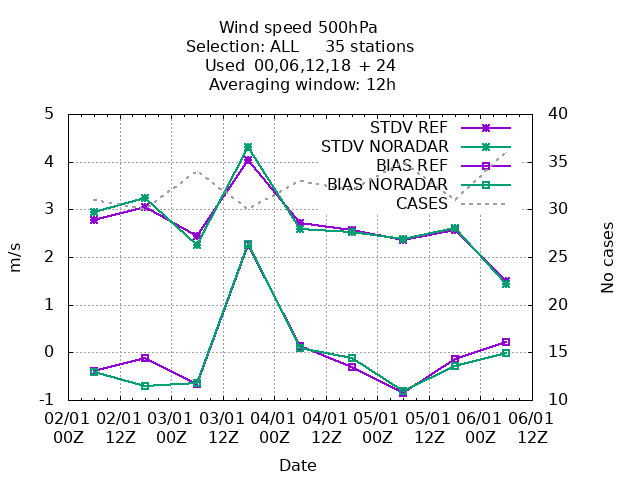 Wind speed 500hPa
Selection: ALL 35 stations
Used 00,06,12,18 + 24
Averaging window: 12h
5 40
STDV REF
STDV NORADAR
4 35
BIAS REF
BIAS NORADAR
CASES
3 30
2 25
1 20
0 15
-1 10
m/s
No cases
02/01 02/01 03/01 03/01 04/01 04/01 05/01 05/01 06/01 06/01
00Z 12Z 00Z 12Z 00Z 12Z 00Z 12Z 00Z 12Z
Date